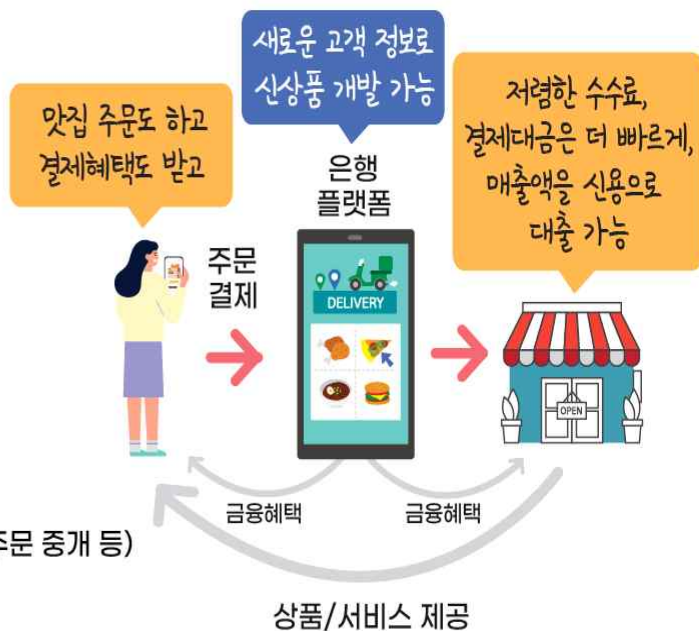 새로운 고객 정보로
신상품 개발 가능
맛집 주문도 하고
결제혜택도 받고
저렴한 수수료,
결제대금은 더 빠르게,
매출액을 신용으로
대출 가능
은행
플랫폼
주문
결제
DELIVERY
OPEN
금융혜택
금융혜택
주문 중개 등)
상품/서비스 제공